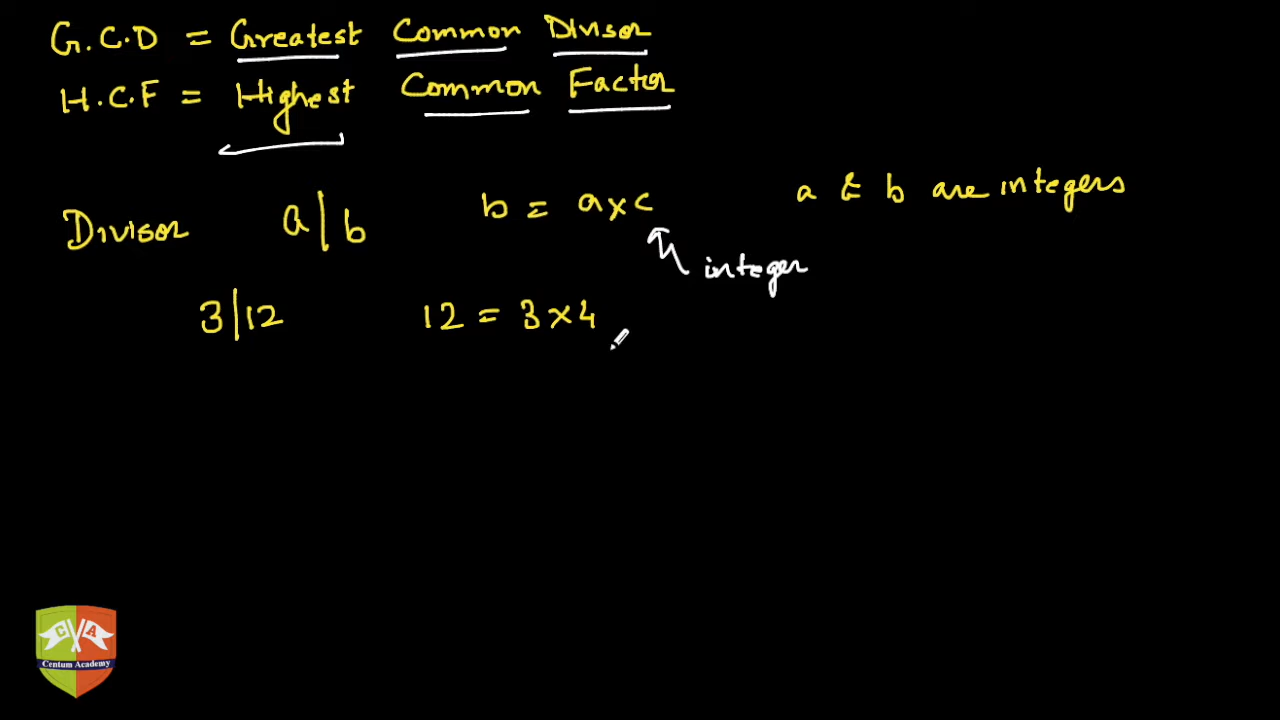 G.C.D = Greatest Common Divisor
H.C.F = Highest Common Factor
Divisor a|b b = a×c a & b are integers
integer
3|12 12 = 3×4
C A
Centum Academy